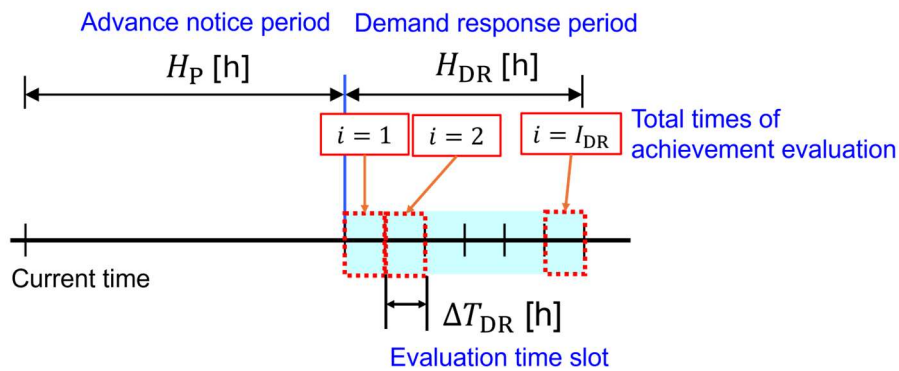 Advance notice period
Demand response period
H_P [h]
H_DR [h]
i = 1
i = 2
i = I_DR
Total times of
achievement evaluation
Current time
ΔT_DR [h]
Evaluation time slot